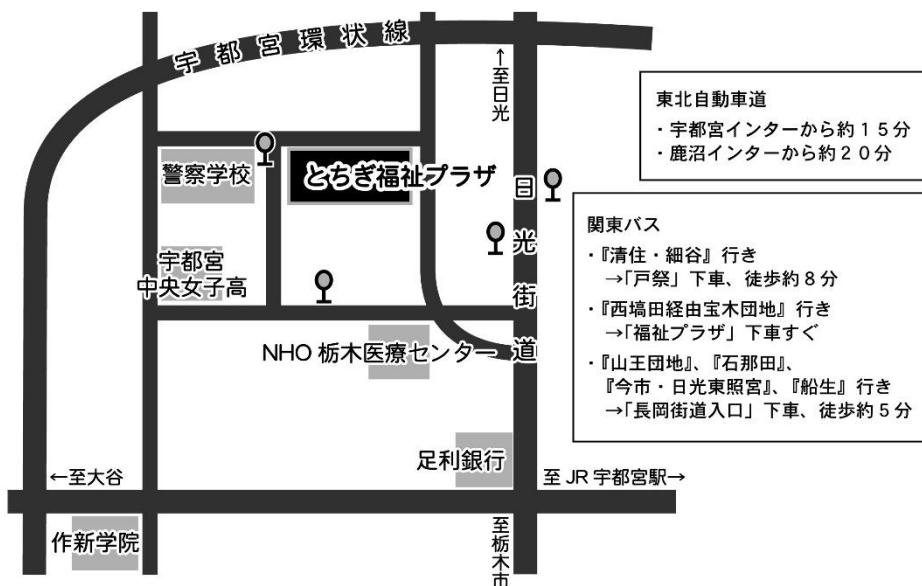 宇都宮環状線
←至日光
警察学校
とちぎ福祉プラザ
宇都宮
中央女子高
日光街道
NHO 栃木医療センター
足利銀行
←至大谷
至 JR 宇都宮駅→
作新学院
至栃木市
東北自動車道
・宇都宮インターから約１５分
・鹿沼インターから約２０分
関東バス
・『清住・細谷』行き
→「戸祭」下車、徒歩約８分
・『西塙田経由宝木団地』行き
→「福祉プラザ」下車すぐ
・『山王団地』、『石那田』、
『今市・日光東照宮』、『船生』行き
→「長岡街道入口」下車、徒歩約５分